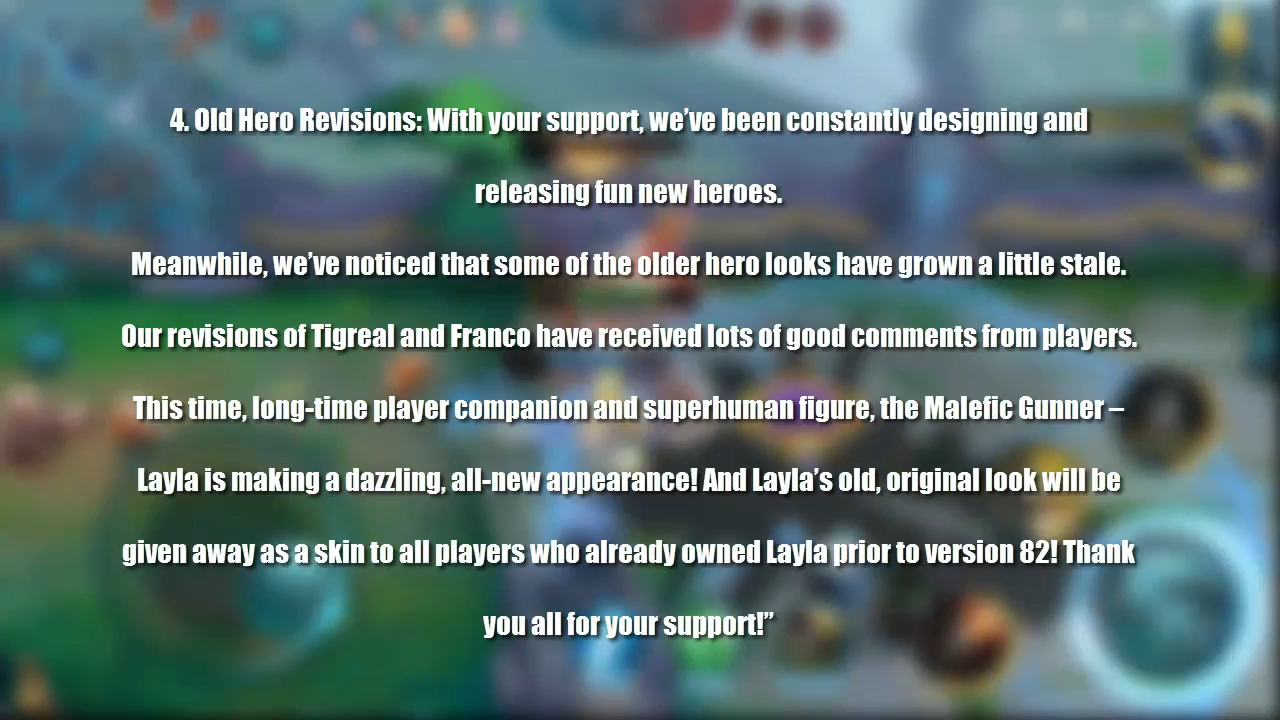 4. Old Hero Revisions: With your support, we’ve been constantly designing and
releasing fun new heroes.
Meanwhile, we’ve noticed that some of the older hero looks have grown a little stale.
Our revisions of Tigreal and Franco have received lots of good comments from players.
This time, long-time player companion and superhuman figure, the Malefic Gunner –
Layla is making a dazzling, all-new appearance! And Layla’s old, original look will be
given away as a skin to all players who already owned Layla prior to version 82! Thank
you all for your support!”